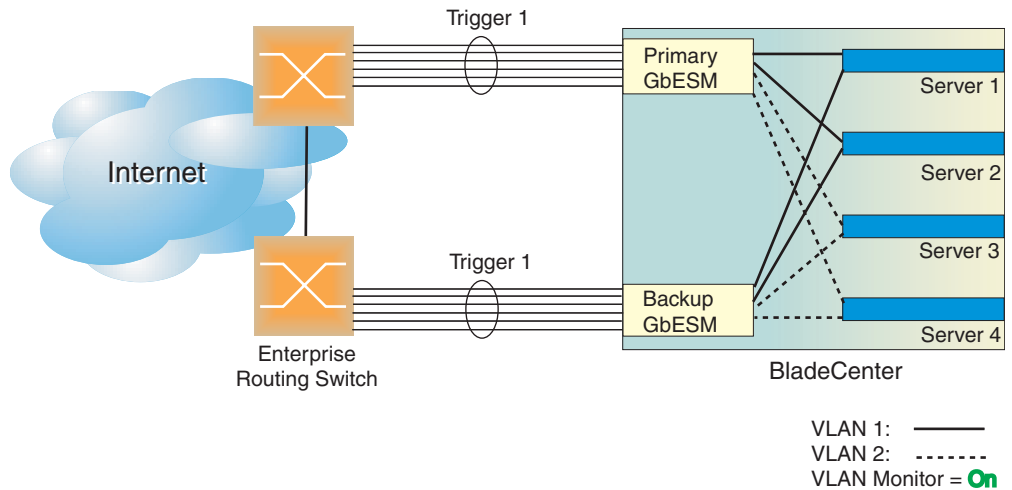 Trigger 1
Primary
GbESM
Server 1
Internet
Server 2
Server 3
Trigger 1
Backup
GbESM
Server 4
Enterprise
Routing Switch
BladeCenter
VLAN 1:
VLAN 2:
VLAN Monitor = On